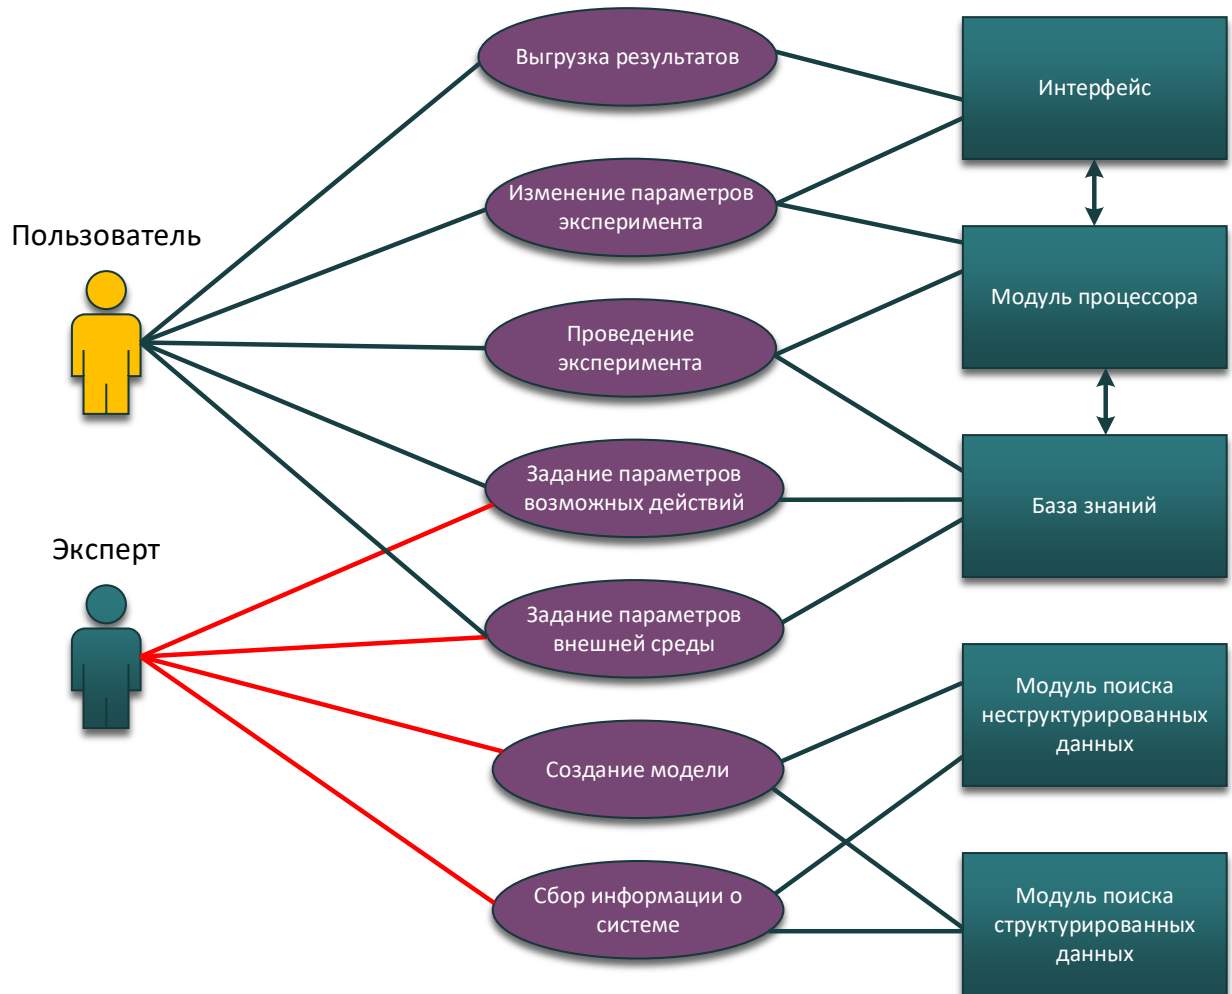 Выгрузка результатов
Интерфейс
Изменение параметров
эксперимента
Пользователь
Модуль процессора
Проведение
эксперимента
Задание параметров
возможных действий
База знаний
Эксперт
Задание параметров
внешней среды
Модуль поиска
неструктурированных
данных
Создание модели
Сбор информации о
системе
Модуль поиска
структурированных
данных